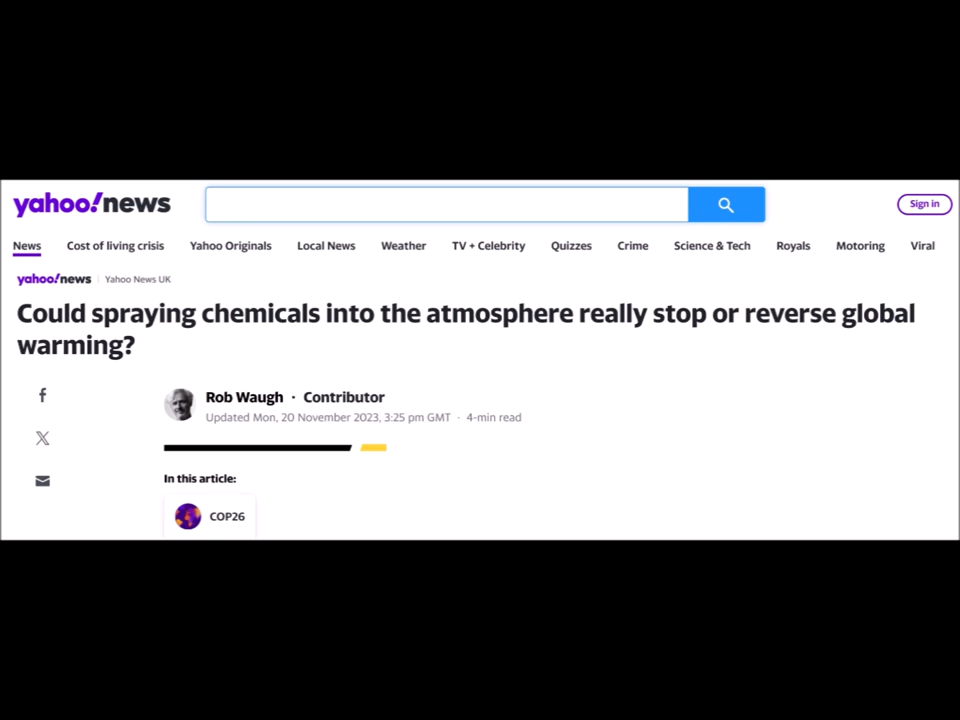 yahoo!news
Sign in
News Cost of living crisis Yahoo Originals Local News Weather TV + Celebrity Quizzes Crime Science & Tech Royals Motoring Viral
yahoo!news Yahoo News UK
Could spraying chemicals into the atmosphere really stop or reverse global
warming?
Rob Waugh · Contributor
Updated Mon, 20 November 2023, 3:25 pm GMT · 4-min read
In this article:
COP26